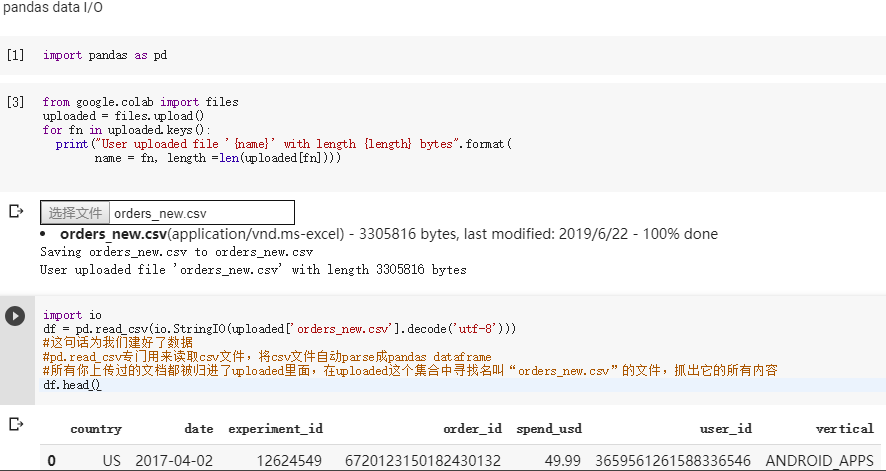 pandas data I/O
[1] import pandas as pd
[3] from google.colab import files
uploaded = files.upload()
for fn in uploaded.keys():
print("User uploaded file '{name}' with length {length} bytes".format(
name = fn, length =len(uploaded[fn])))
选择文件 orders_new.csv
• orders_new.csv(application/vnd.ms-excel) - 3305816 bytes, last modified: 2019/6/22 - 100% done
Saving orders_new.csv to orders_new.csv
User uploaded file 'orders_new.csv' with length 3305816 bytes
import io
df = pd.read_csv(io.StringIO(uploaded['orders_new.csv'].decode('utf-8')))
#这句话为我们建好了数据
#pd.read_csv专门用来读取csv文件，将csv文件自动parse成pandas dataframe
#所有你上传过的文档都被归进了uploaded里面，在uploaded这个集合中寻找名叫“orders_new.csv”的文件，抓出它的所有内容
df.head()
country date experiment_id order_id spend_usd user_id vertical
0 US 2017-04-02 12624549 6720123150182430132 49.99 3659561261588336546 ANDROID_APPS